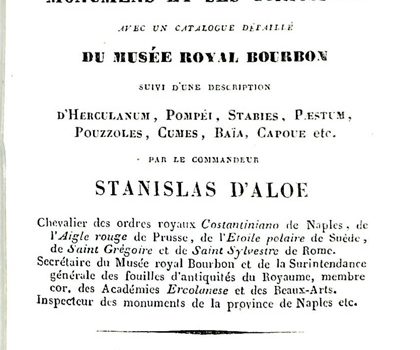 AVEC UN CATALOGUE DÉTAILLÉ
DU MUSÉE ROYAL BOURBON
SUIVI D'UNE DESCRIPTION
D'HERCULANUM, POMPÉI, STABIES, PÆSTUM,
POUZZOLES, CUMES, BAÏA, CAPOUE etc.
PAR LE COMMANDEUR
STANISLAS D'ALOE
Chevalier des ordres royaux Costantiniano de Naples, de
l'Aigle rouge de Prusse, de l'Etoile polaire de Suède,
de Saint Grégoire et de Saint Sylvestre de Rome.
Secrétaire du Musée royal Bourbon et de la Surintendance
générale des fouilles d'antiquités du Royaume, membre
cor. des Académies Ercolanese et des Beaux-Arts.
Inspecteur des monuments de la province de Naples etc.